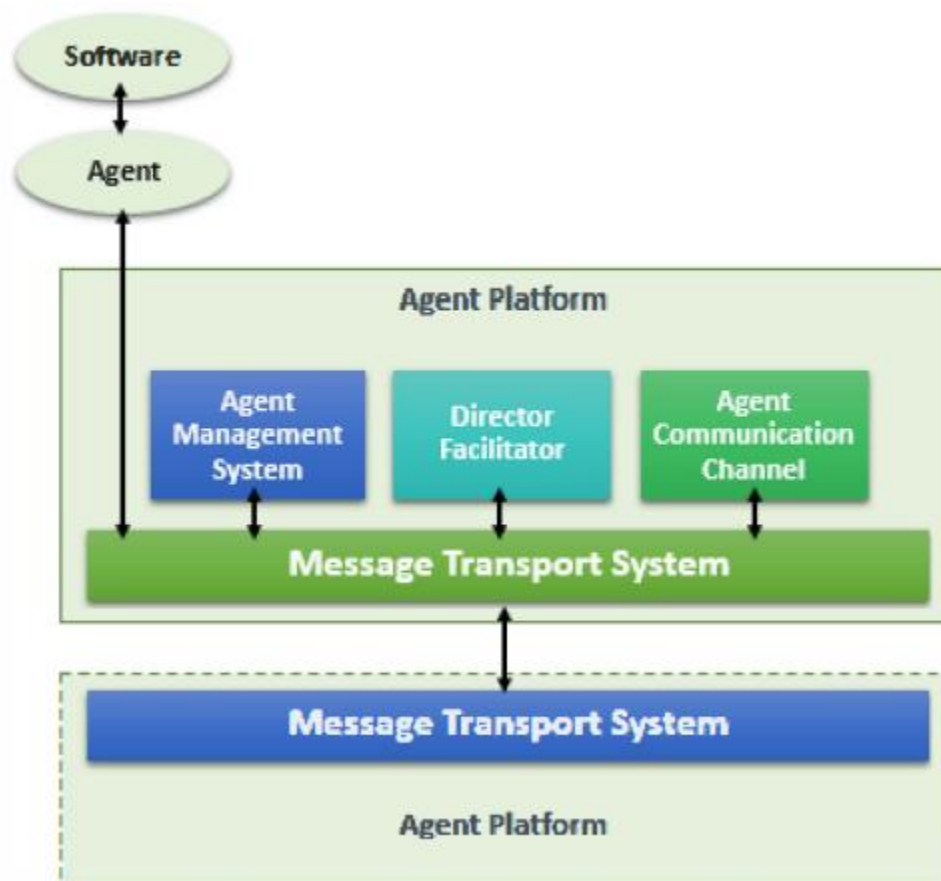 Software
Agent
Agent Platform
Agent
Management
System
Director
Facilitator
Agent
Communication
Channel
Message Transport System
Message Transport System
Agent Platform